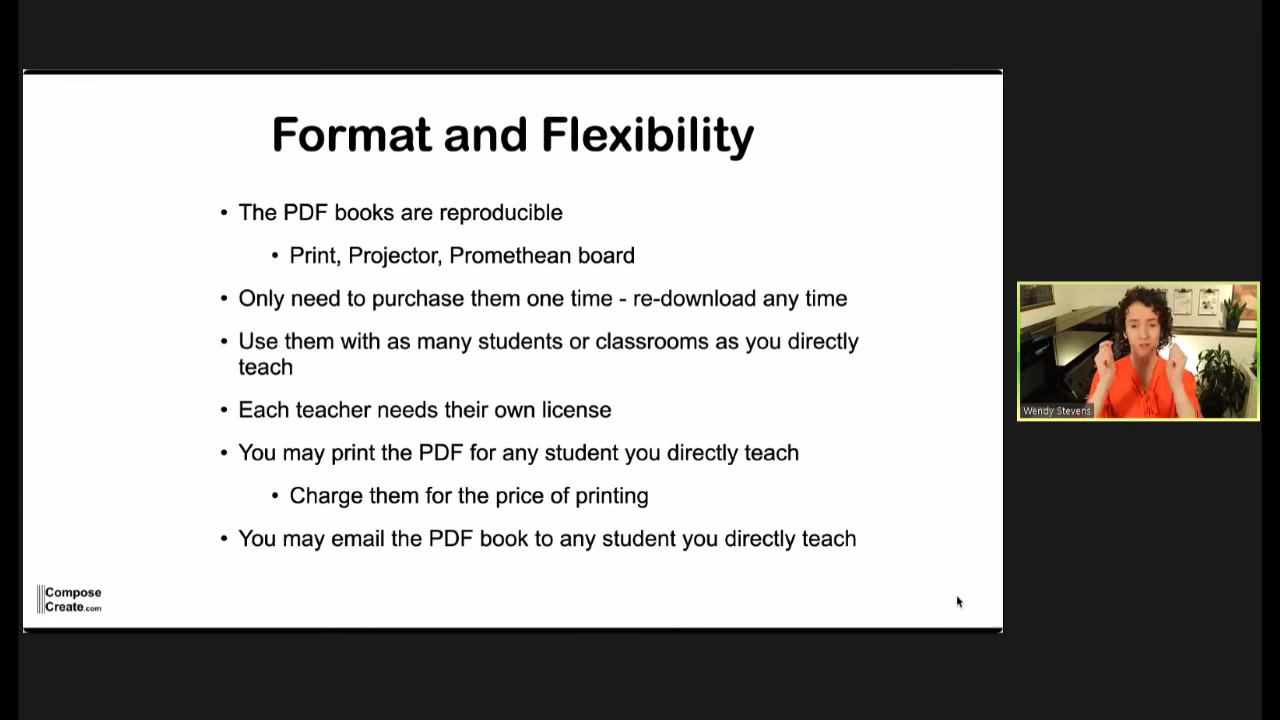 Format and Flexibility
• The PDF books are reproducible
• Print, Projector, Promethean board
• Only need to purchase them one time - re-download any time
• Use them with as many students or classrooms as you directly
teach
• Each teacher needs their own license
• You may print the PDF for any student you directly teach
• Charge them for the price of printing
• You may email the PDF book to any student you directly teach
Compose
Create.com
Wendy Stevens